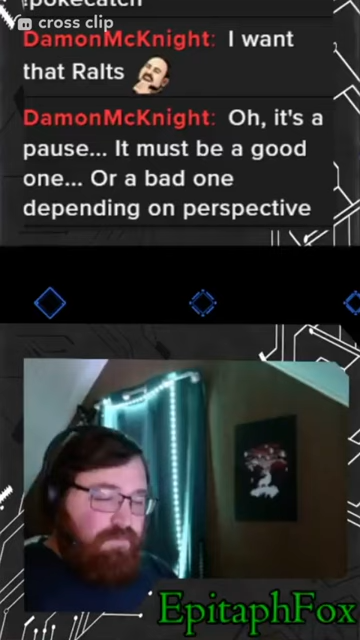 !pokecatch
cross clip
DamonMcKnight: I want
that Ralts
DamonMcKnight: Oh, it's a
pause... It must be a good
one... Or a bad one
depending on perspective
EpitaphFox